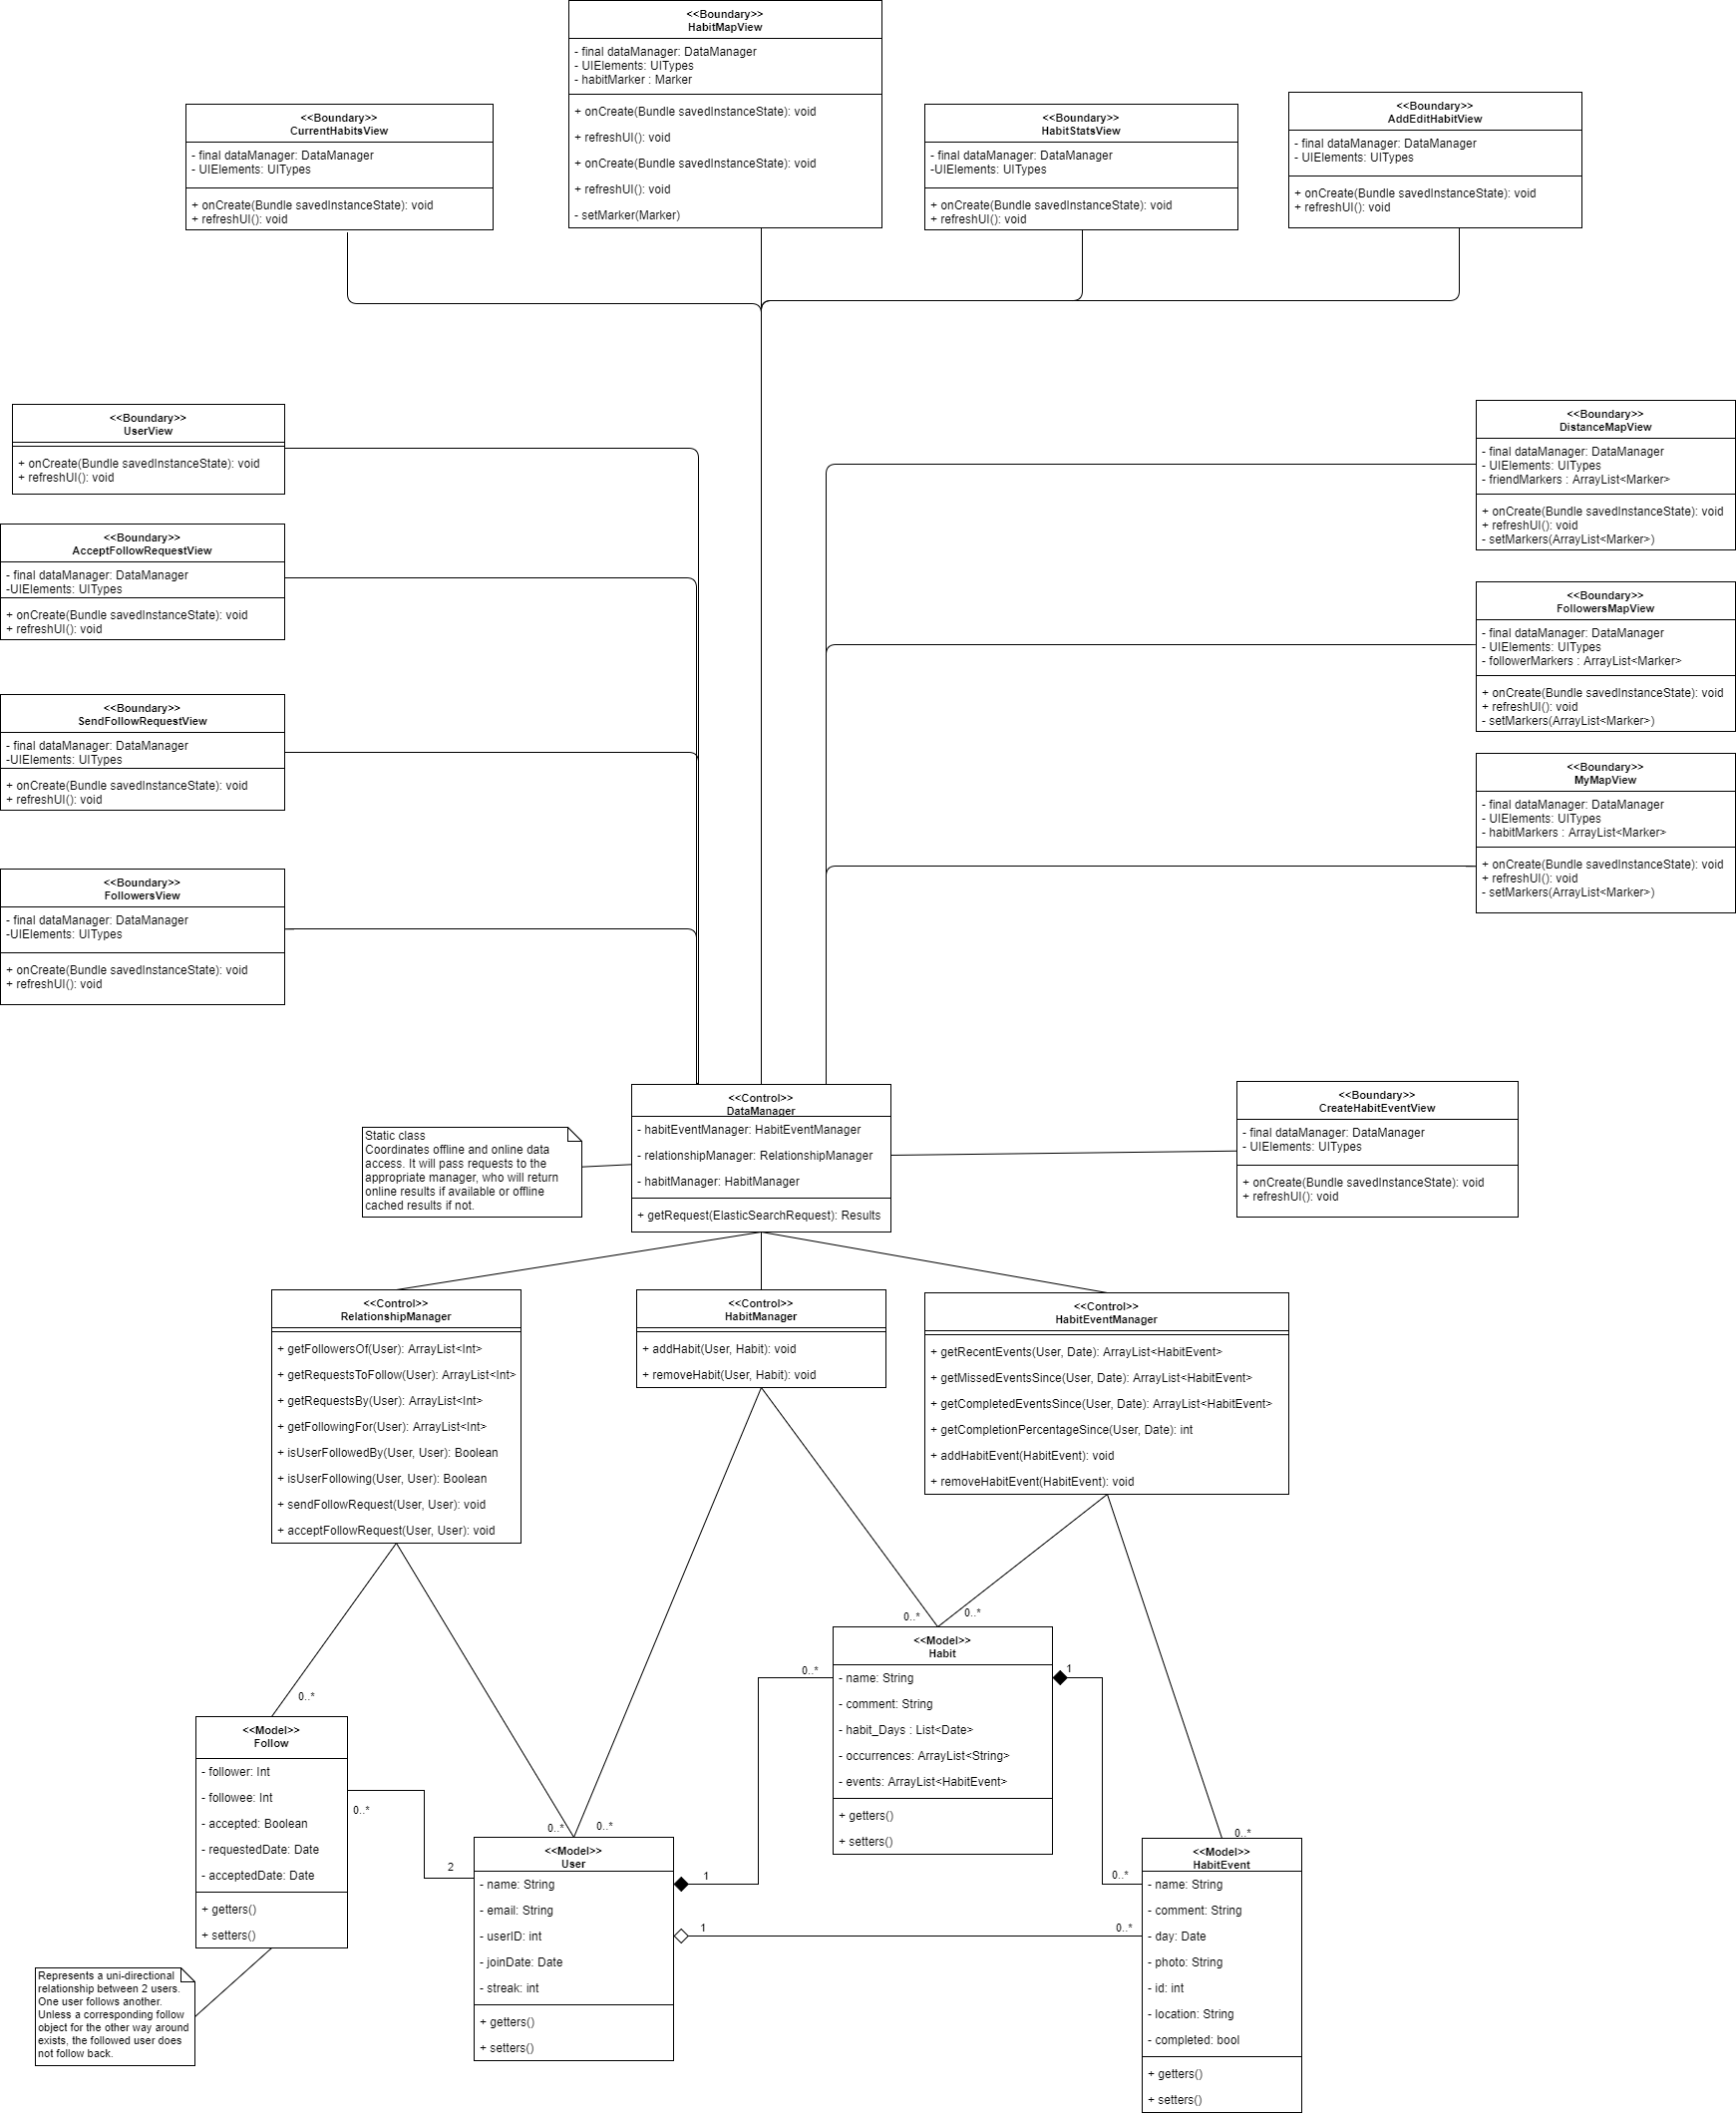 <<Boundary>>
HabitMapView
- final dataManager: DataManager
- UIElements: UITypes
- habitMarker : Marker
+ onCreate(Bundle savedInstanceState): void
+ refreshUI(): void
+ onCreate(Bundle savedInstanceState): void
+ refreshUI(): void
- setMarker(Marker)
<<Boundary>>
CurrentHabitsView
- final dataManager: DataManager
- UIElements: UITypes
+ onCreate(Bundle savedInstanceState): void
+ refreshUI(): void
<<Boundary>>
HabitStatsView
- final dataManager: DataManager
-UIElements: UITypes
+ onCreate(Bundle savedInstanceState): void
+ refreshUI(): void
<<Boundary>>
AddEditHabitView
- final dataManager: DataManager
- UIElements: UITypes
+ onCreate(Bundle savedInstanceState): void
+ refreshUI(): void
<<Boundary>>
UserView
+ onCreate(Bundle savedInstanceState): void
+ refreshUI(): void
<<Boundary>>
AcceptFollowRequestView
- final dataManager: DataManager
-UIElements: UITypes
+ onCreate(Bundle savedInstanceState): void
+ refreshUI(): void
<<Boundary>>
SendFollowRequestView
- final dataManager: DataManager
-UIElements: UITypes
+ onCreate(Bundle savedInstanceState): void
+ refreshUI(): void
<<Boundary>>
FollowersView
- final dataManager: DataManager
-UIElements: UITypes
+ onCreate(Bundle savedInstanceState): void
+ refreshUI(): void
<<Boundary>>
DistanceMapView
- final dataManager: DataManager
- UIElements: UITypes
- friendMarkers : ArrayList<Marker>
+ onCreate(Bundle savedInstanceState): void
+ refreshUI(): void
- setMarkers(ArrayList<Marker>)
<<Boundary>>
FollowersMapView
- final dataManager: DataManager
- UIElements: UITypes
- followerMarkers : ArrayList<Marker>
+ onCreate(Bundle savedInstanceState): void
+ refreshUI(): void
- setMarkers(ArrayList<Marker>)
<<Boundary>>
MyMapView
- final dataManager: DataManager
- UIElements: UITypes
- habitMarkers : ArrayList<Marker>
+ onCreate(Bundle savedInstanceState): void
+ refreshUI(): void
- setMarkers(ArrayList<Marker>)
Static class
Coordinates offline and online data
access. It will pass requests to the
appropriate manager, who will return
online results if available or offline
cached results if not.
<<Control>>
DataManager
- habitEventManager: HabitEventManager
- relationshipManager: RelationshipManager
- habitManager: HabitManager
+ getRequest(ElasticSearchRequest): Results
<<Boundary>>
CreateHabitEventView
- final dataManager: DataManager
- UIElements: UITypes
+ onCreate(Bundle savedInstanceState): void
+ refreshUI(): void
<<Control>>
RelationshipManager
+ getFollowersOf(User): ArrayList<Int>
+ getRequestsToFollow(User): ArrayList<Int>
+ getRequestsBy(User): ArrayList<Int>
+ getFollowingFor(User): ArrayList<Int>
+ isUserFollowedBy(User, User): Boolean
+ isUserFollowing(User, User): Boolean
+ sendFollowRequest(User, User): void
+ acceptFollowRequest(User, User): void
<<Control>>
HabitManager
+ addHabit(User, Habit): void
+ removeHabit(User, Habit): void
<<Control>>
HabitEventManager
+ getRecentEvents(User, Date): ArrayList<HabitEvent>
+ getMissedEventsSince(User, Date): ArrayList<HabitEvent>
+ getCompletedEventsSince(User, Date): ArrayList<HabitEvent>
+ getCompletionPercentageSince(User, Date): int
+ addHabitEvent(HabitEvent): void
+ removeHabitEvent(HabitEvent): void
0..*
0..*
<<Model>>
Habit
- name: String
- comment: String
- habit_Days : List<Date>
- occurrences: ArrayList<String>
- events: ArrayList<HabitEvent>
+ getters()
+ setters()
0..*
1
0..*
<<Model>>
Follow
- follower: Int
- followee: Int
- accepted: Boolean
- requestedDate: Date
- acceptedDate: Date
+ getters()
+ setters()
0..*
2
0..*
0..*
<<Model>>
User
- name: String
- email: String
- userID: int
- joinDate: Date
- streak: int
+ getters()
+ setters()
1
1
0..*
0..*
0..*
<<Model>>
HabitEvent
- name: String
- comment: String
- day: Date
- photo: String
- id: int
- location: String
- completed: bool
+ getters()
+ setters()
Represents a uni-directional
relationship between 2 users.
One user follows another.
Unless a corresponding follow
object for the other way around
exists, the followed user does
not follow back.